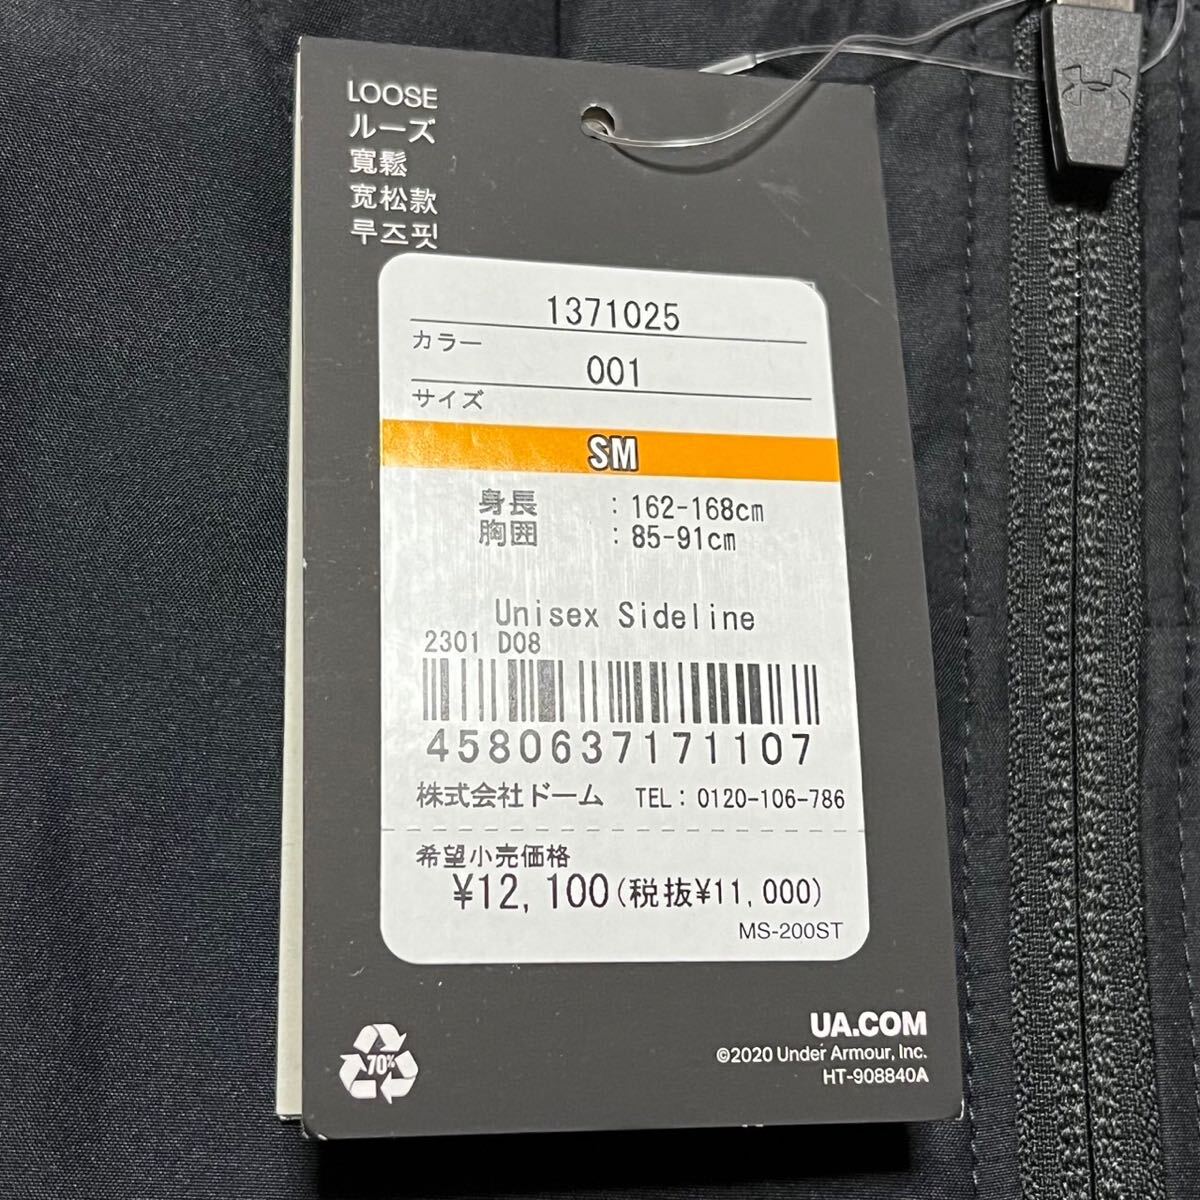 LOOSE
ルーズ
寬鬆
宽松款
루즈핏
1371025
カラー
001
サイズ
SM
身長 : 162-168cm
胸囲 : 85-91cm
Unisex Sideline
2301 D08
4580637171107
株式会社ドーム TEL: 0120-106-786
希望小売価格
¥12,100(税抜¥11,000)
MS-200ST
70%
UA.COM
©2020 Under Armour, Inc.
HT-908840A